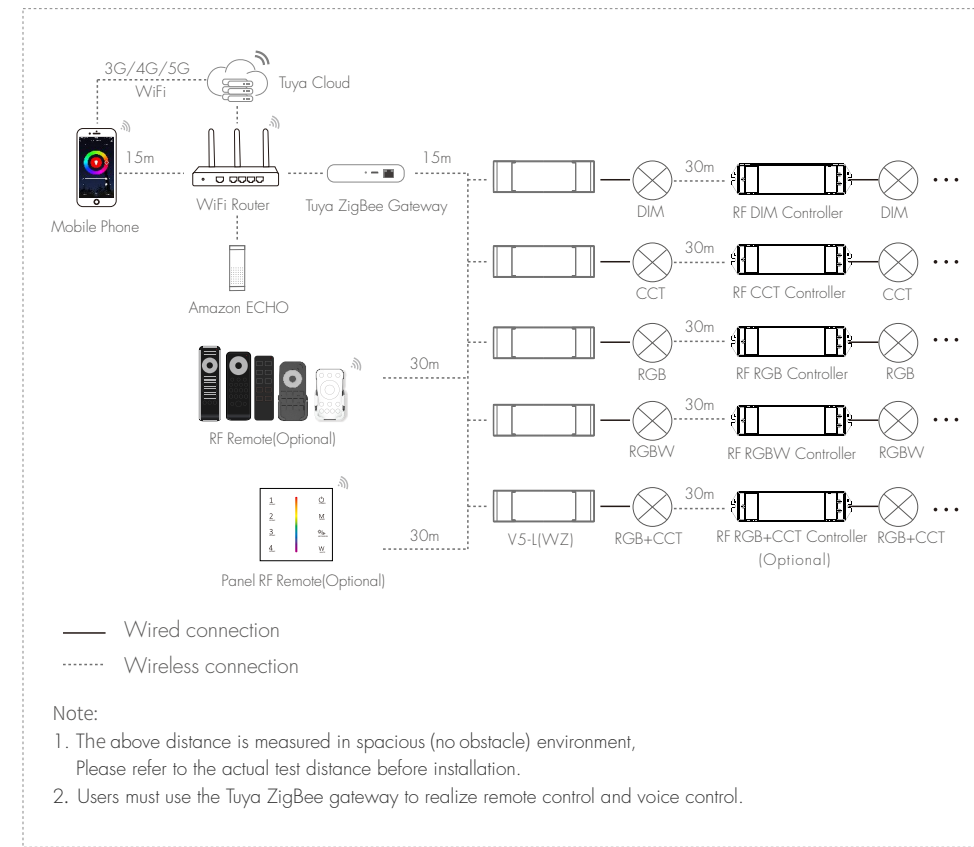 3G/4G/5G
WiFi
Tuya Cloud
15m
15m
WiFi Router
Tuya ZigBee Gateway
Mobile Phone
Amazon ECHO
30m
RF Remote(Optional)
1
2
3
4
M
W
30m
Panel RF Remote(Optional)
30m
DIM
RF DIM Controller
DIM
30m
CCT
RF CCT Controller
CCT
30m
RGB
RF RGB Controller
RGB
30m
RGBW
RF RGBW Controller
RGBW
30m
V5-L(WZ)
RGB+CCT
RF RGB+CCT Controller
(Optional)
RGB+CCT
Wired connection
Wireless connection
Note:
1. The above distance is measured in spacious (no obstacle) environment,
Please refer to the actual test distance before installation.
2. Users must use the Tuya ZigBee gateway to realize remote control and voice control.